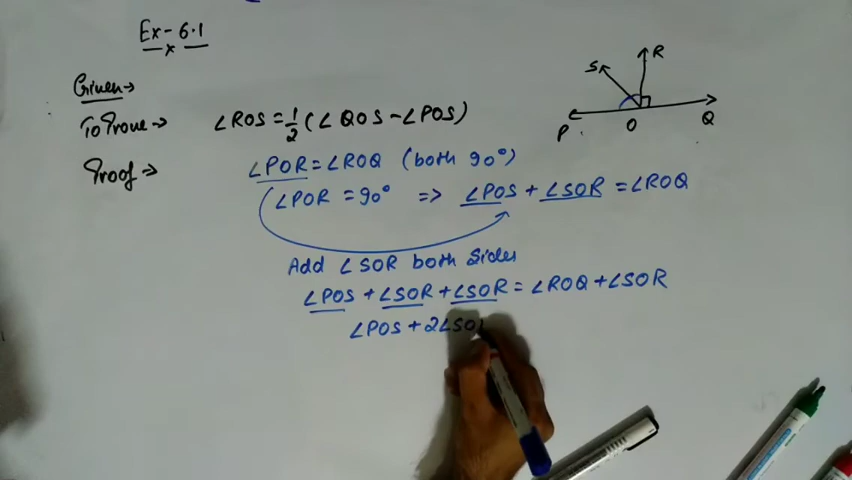 Ex-6.1
Given→
To Prove→ ∠ROS = 1/2 (∠QOS - ∠POS)
Proof→ ∠POR = ∠ROQ (both 90°)
(∠POR = 90° => ∠POS + ∠SOR = ∠ROQ
Add ∠SOR both Sides
∠POS + ∠SOR + ∠SOR = ∠ROQ + ∠SOR
∠POS + 2∠SO
R
S
P
O
Q